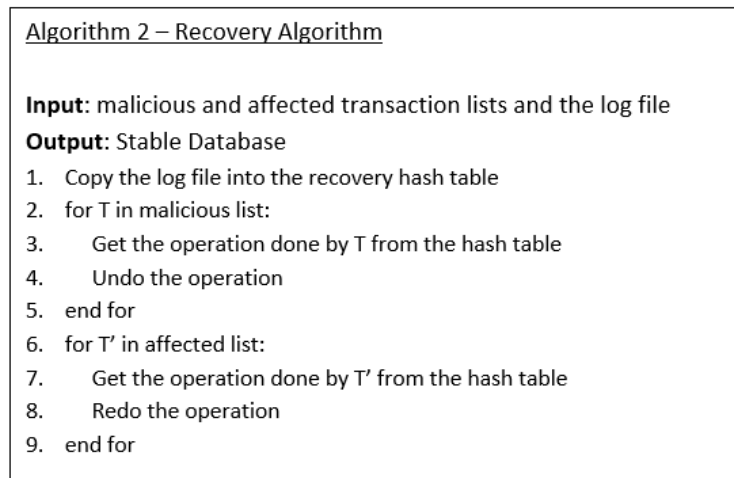 Algorithm 2 – Recovery Algorithm
Input: malicious and affected transaction lists and the log file
Output: Stable Database
1. Copy the log file into the recovery hash table
2. for T in malicious list:
3. Get the operation done by T from the hash table
4. Undo the operation
5. end for
6. for T’ in affected list:
7. Get the operation done by T’ from the hash table
8. Redo the operation
9. end for